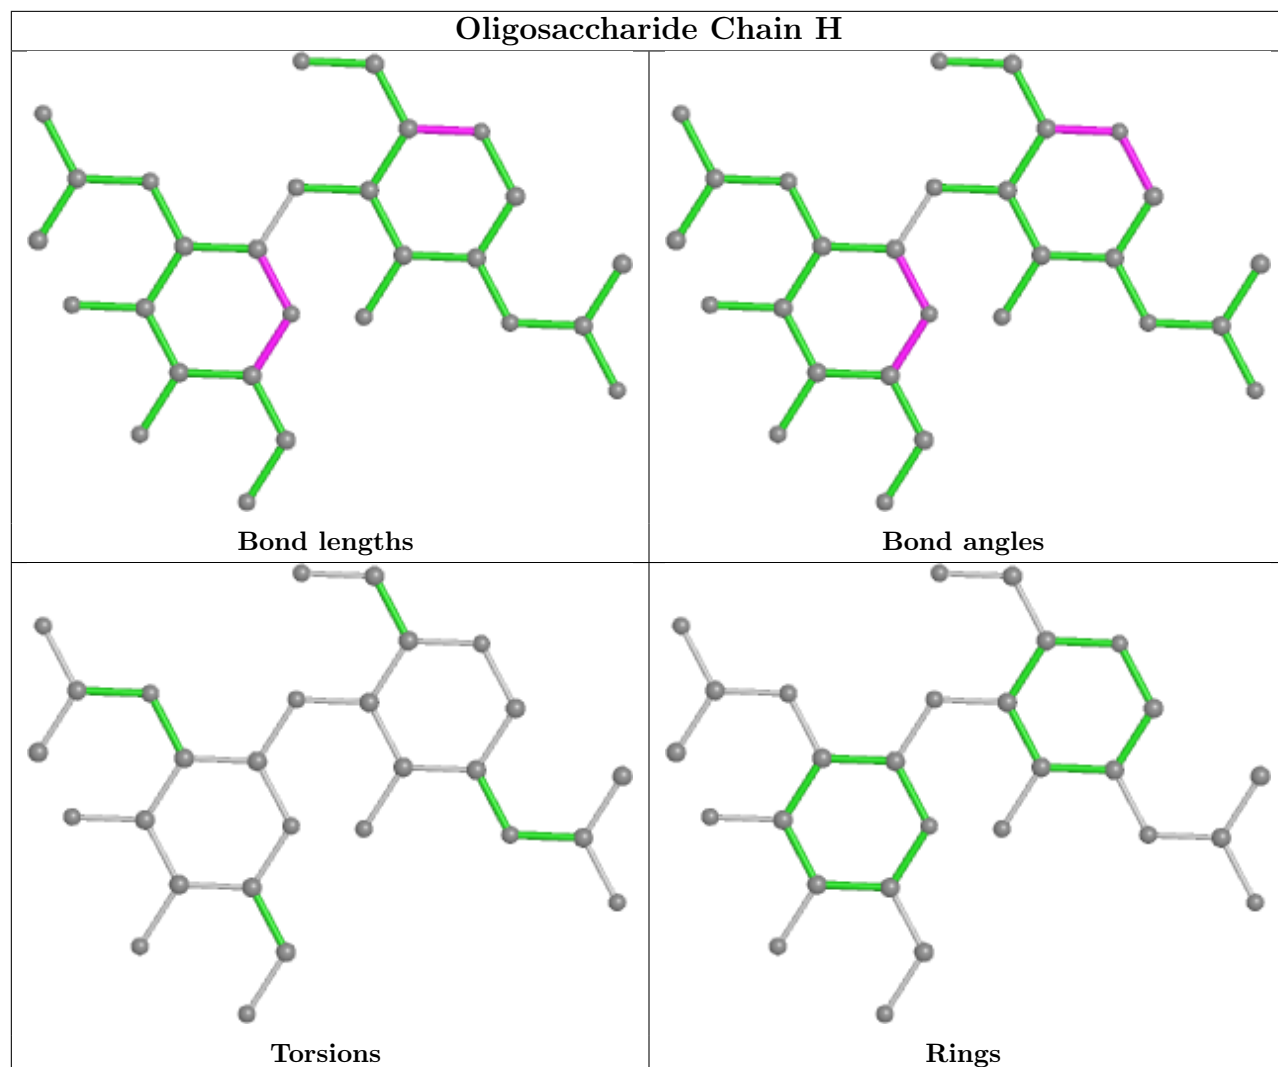 Oligosaccharide Chain H
Bond lengths
Bond angles
Torsions
Rings